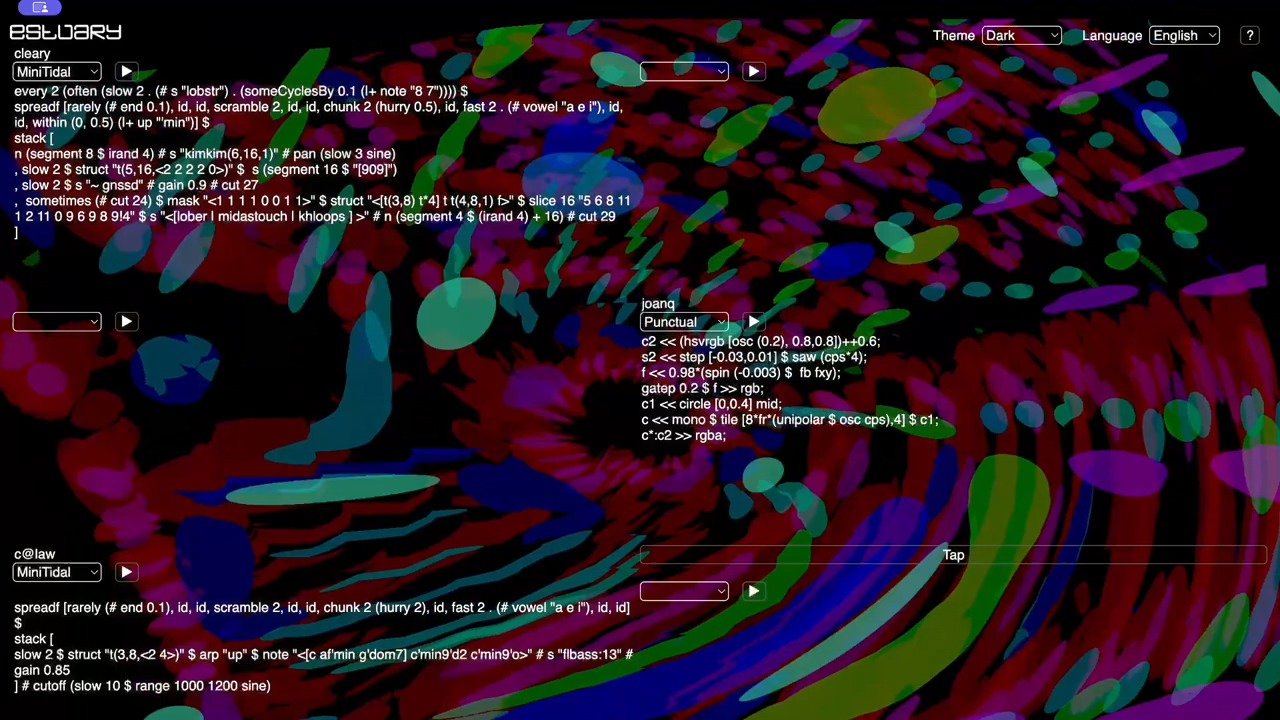 estuary
Theme Dark Language English ?
cleary
MiniTidal
every 2 (often (slow 2 . (# s "lobstr") . (someCyclesBy 0.1 (|+ note "8 7")))) $
spreadf [rarely (# end 0.1), id, id, scramble 2, id, id, chunk 2 (hurry 0.5), id, fast 2 . (# vowel "a e i"), id,
id, within (0, 0.5) (|+ up "'min")] $
stack [
n (segment 8 $ irand 4) # s "kimkim(6,16,1)" # pan (slow 3 sine)
, slow 2 $ struct "t(5,16,<2 2 2 2 0>)" $  s (segment 16 $ "[909]")
, slow 2 $ s "~ gnssd" # gain 0.9 # cut 27
,  sometimes (# cut 24) $ mask "<1 1 1 1 0 0 1 1>" $ struct "<[t(3,8) t*4] t t(4,8,1) f>" $ slice 16 "5 6 8 11
1 2 11 0 9 6 9 8 9!4" $ s "<[lober | midastouch | khloops ] >" # n (segment 4 $ (irand 4) + 16) # cut 29
]
joanq
Punctual
c2 << (hsvrgb [osc (0.2), 0.8,0.8])++0.6;
s2 << step [-0.03,0.01] $ saw (cps*4);
f << 0.98*(spin (-0.003) $  fb fxy);
gatep 0.2 $ f >> rgb;
c1 << circle [0,0.4] mid;
c << mono $ tile [8*fr*(unipolar $ osc cps),4] $ c1;
c*:c2 >> rgba;
c@law
MiniTidal
Tap
spreadf [rarely (# end 0.1), id, id, scramble 2, id, id, chunk 2 (hurry 2), id, fast 2 . (# vowel "a e i"), id, id]
$
stack [
slow 2 $ struct "t(3,8,<2 4>)" $ arp "up" $ note "<[c af'min g'dom7] c'min9'd2 c'min9'o>" # s "flbass:13" #
gain 0.85
] # cutoff (slow 10 $ range 1000 1200 sine)